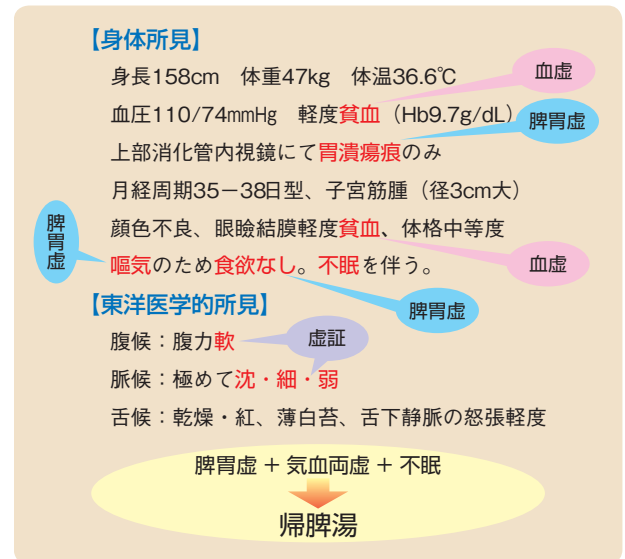 【身体所見】
身長158cm 体重47kg 体温36.6℃
血虚
血圧110/74mmHg 軽度貧血（Hb9.7g/dL）
脾胃虚
上部消化管内視鏡にて胃潰瘍痕のみ
月経周期35－38日型、子宮筋腫（径3cm大）
脾胃虚
顔色不良、眼瞼結膜軽度貧血、体格中等度
嘔気のため食欲なし。不眠を伴う。
血虚
【東洋医学的所見】
脾胃虚
腹候：腹力軟
虚証
脈候：極めて沈・細・弱
舌候：乾燥・紅、薄白苔、舌下静脈の怒張軽度
脾胃虚 + 気血両虚 + 不眠
帰脾湯